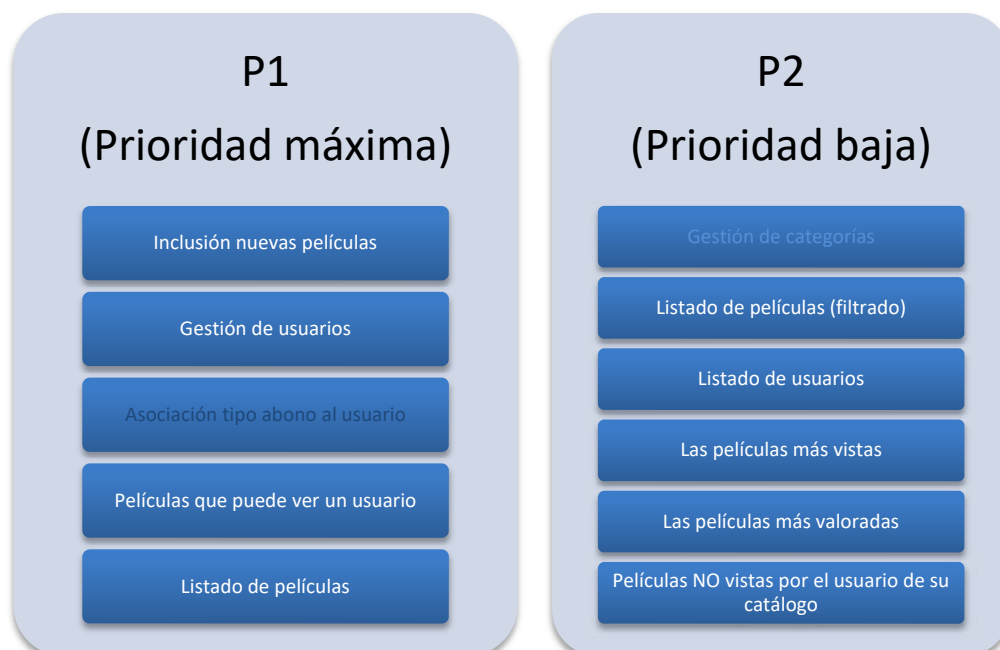 P1
(Prioridad máxima)
Inclusión nuevas películas
Gestión de usuarios
Asociación tipo abono al usuario
Películas que puede ver un usuario
Listado de películas
P2
(Prioridad baja)
Gestión de categorías
Listado de películas (filtrado)
Listado de usuarios
Las películas más vistas
Las películas más valoradas
Películas NO vistas por el usuario de su
catálogo